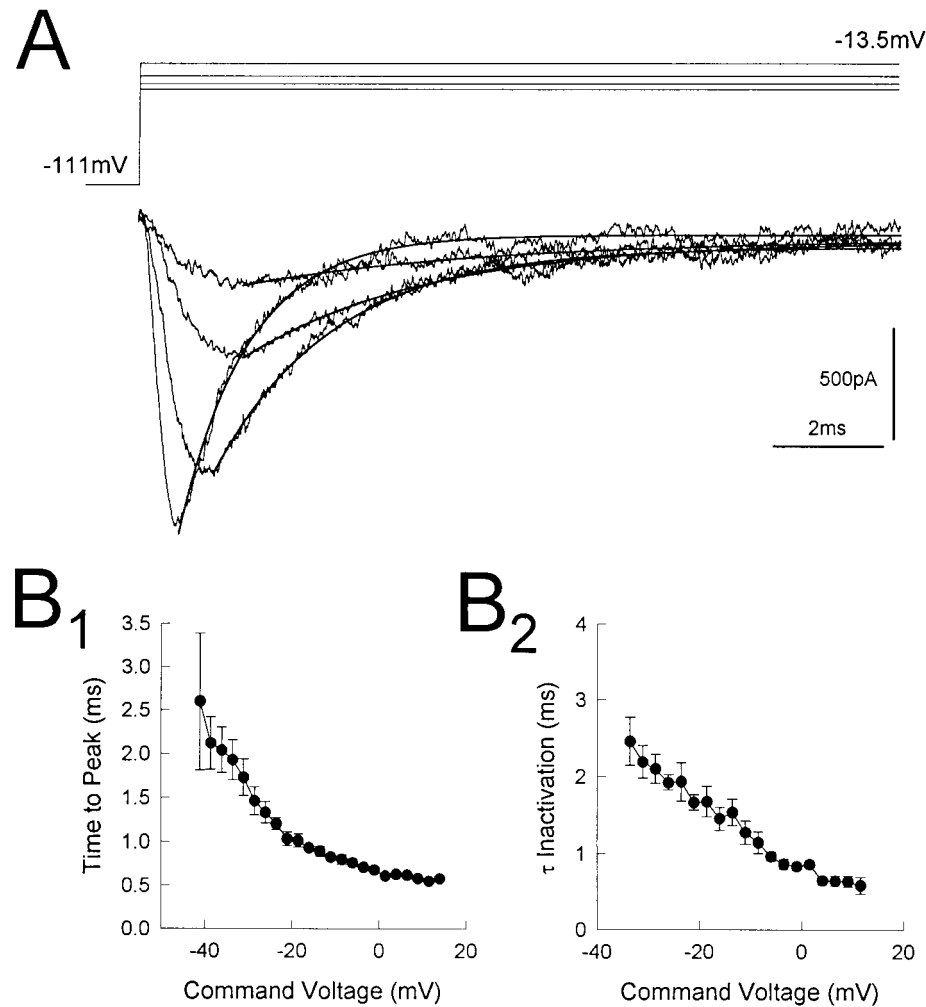 A
-13.5mV
-111mV
500pA
2ms
B1
3.5
3.0
2.5
2.0
1.5
1.0
0.5
0.0
Time to Peak (ms)
-40
-20
0
20
Command Voltage (mV)
B2
4
3
2
1
0
τ Inactivation (ms)
-40
-20
0
20
Command Voltage (mV)